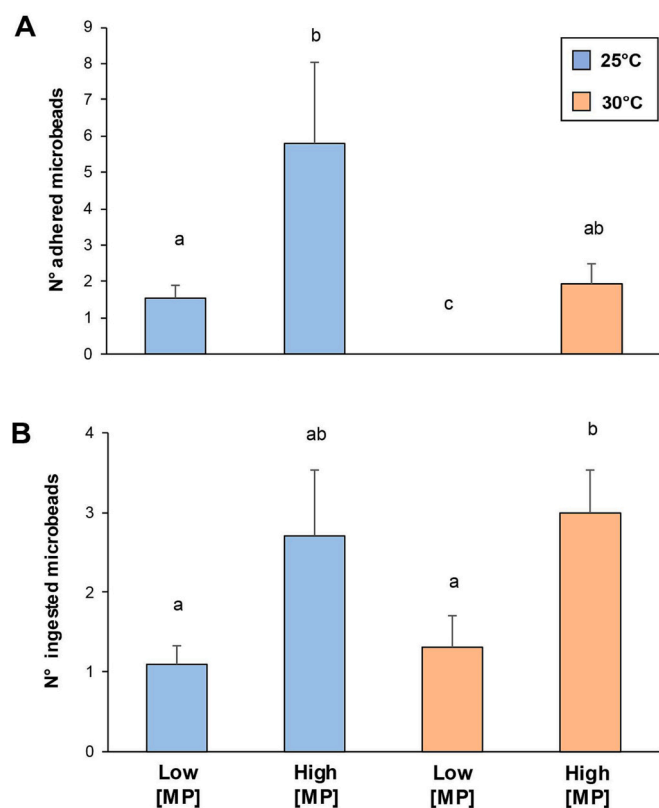 A
N° adhered microbeads
9
8
7
6
5
4
3
2
1
0
a
b
c
ab
25°C
30°C
B
N° ingested microbeads
4
3
2
1
0
a
ab
a
b
Low
[MP]
High
[MP]
Low
[MP]
High
[MP]